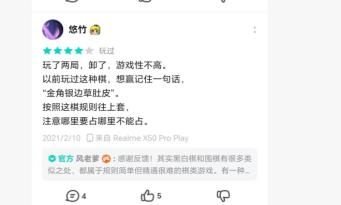 悠竹
玩过
玩了两局，卸了，游戏性不高。
以前玩过这种棋，想赢记住一句话，
“金角银边草肚皮”。
按照这棋规则往上套，
注意哪里要占哪里不能占。
2021/2/10 来自 Realme X50 Pro Play
官方 风老爹：感谢反馈！其实黑白棋和围棋有很多类
似之处，都属于规则简单但精通很难的棋类游戏。有一种...
4
5